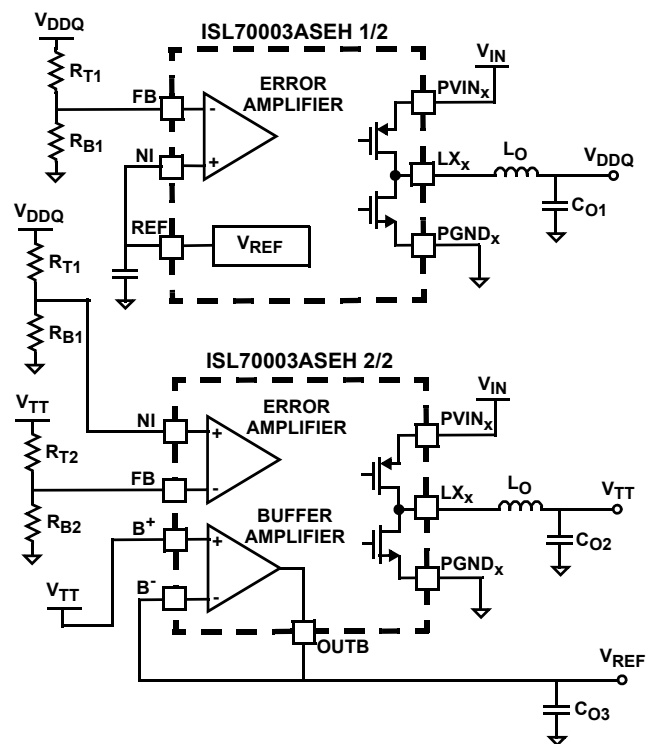 ISL70003ASEH 1/2
VDDQ
RT1
RB1
FB
NI
REF
-
+
ERROR
AMPLIFIER
VREF
PVINx
VIN
LXx
LO
VDDQ
CO1
PGNDx
VDDQ
RT1
RB1
ISL70003ASEH 2/2
VTT
RT2
RB2
NI
FB
+
-
ERROR
AMPLIFIER
B+
B-
+
-
BUFFER
AMPLIFIER
VTT
OUTB
PVINx
VIN
LXx
LO
VTT
CO2
PGNDx
VREF
CO3